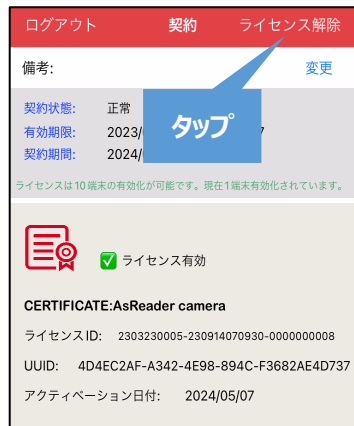 ログアウト 契約 ライセンス解除
備考: 変更
タップ
契約状態: 正常
有効期限: 2023/
契約期間: 2024/
ライセンスは10端末の有効化が可能です。現在1端末有効化されています。
ライセンス有効
CERTIFICATE:AsReader camera
ライセンスID: 2303230005-230914070930-0000000008
UUID: 4D4EC2AF-A342-4E98-894C-F3682AE4D737
アクティベーション日付: 2024/05/07